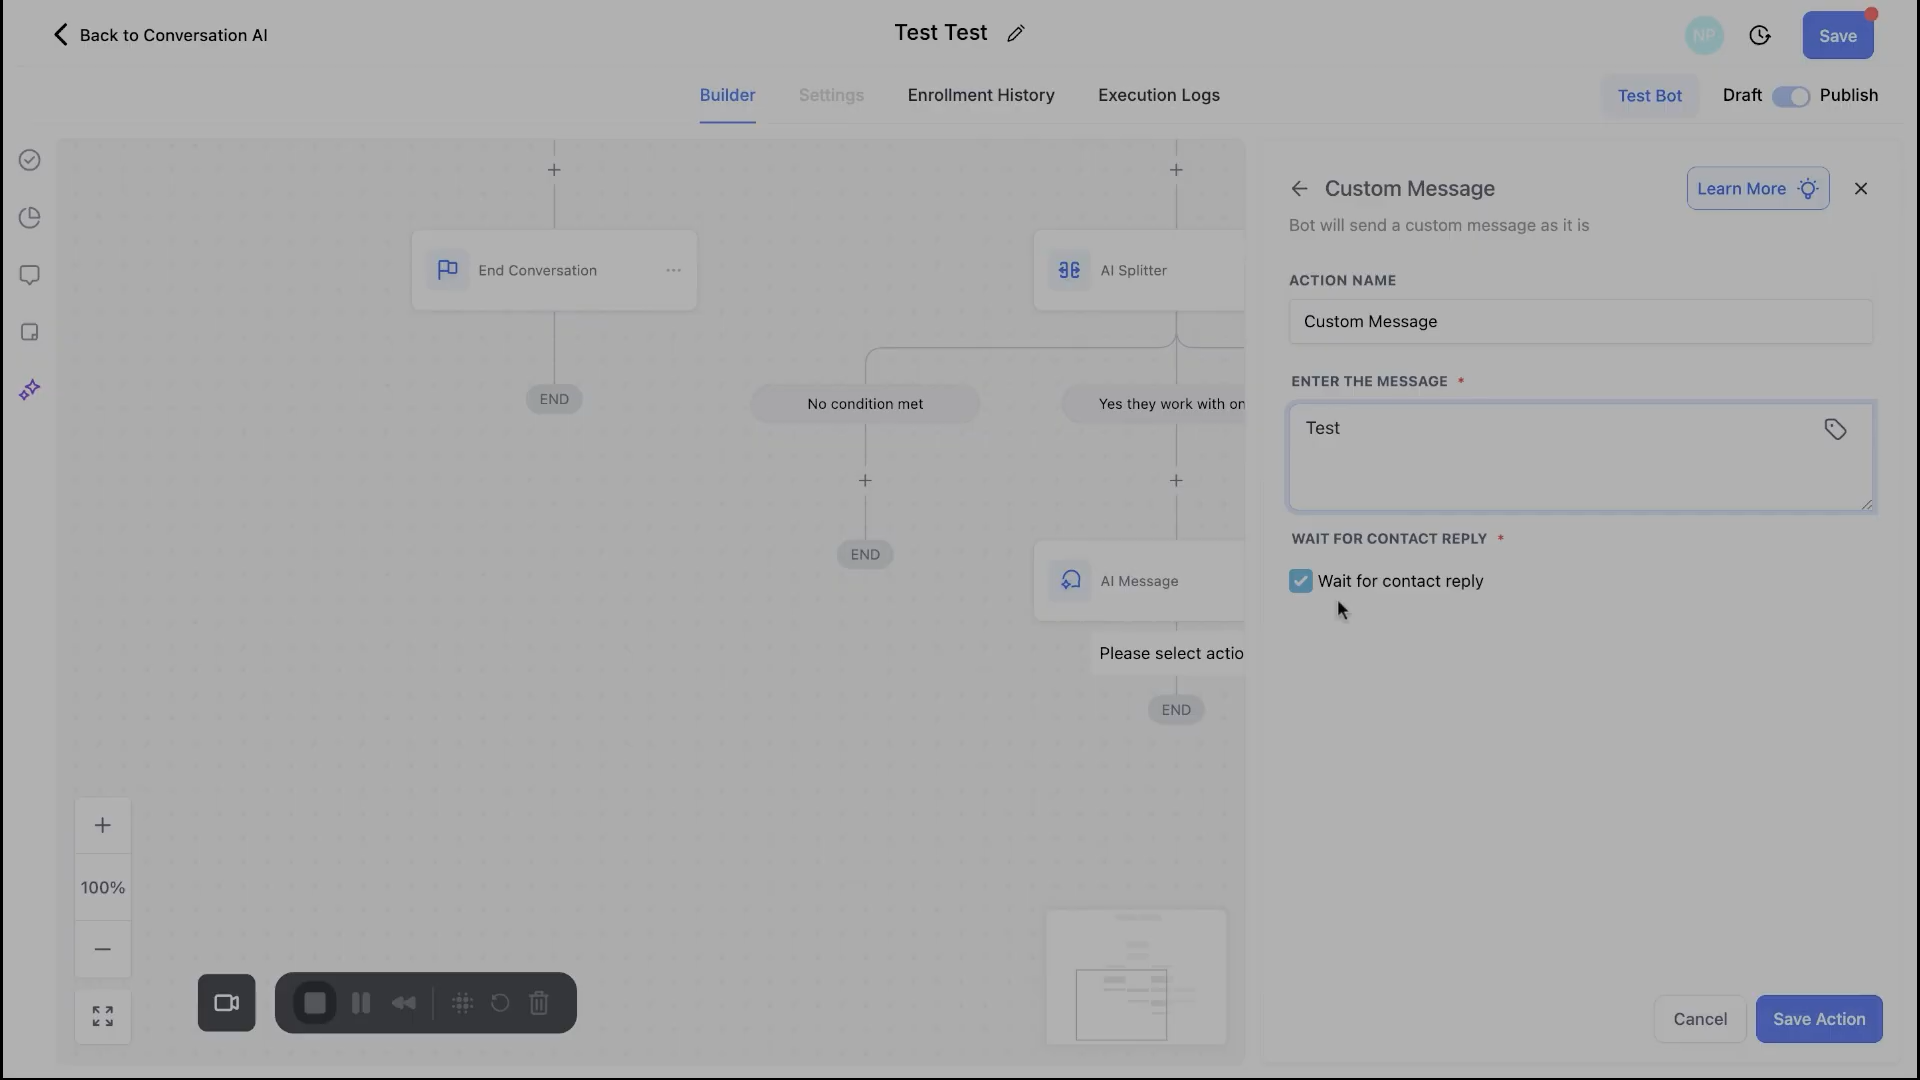 Back to Conversation AI
Test Test
NP
Save
Builder
Settings
Enrollment History
Execution Logs
Test Bot
Draft
Publish
Custom Message
Learn More
Bot will send a custom message as it is
End Conversation
AI Splitter
ACTION NAME
Custom Message
ENTER THE MESSAGE *
END
No condition met
Yes they work with on
Test
WAIT FOR CONTACT REPLY *
END
AI Message
Wait for contact reply
Please select actio
END
100%
Cancel
Save Action